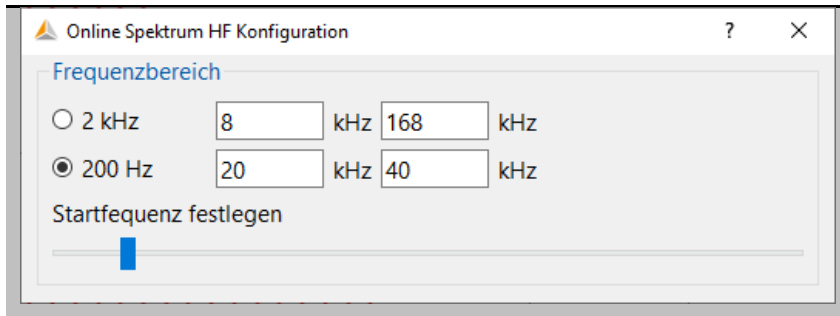 Online Spektrum HF Konfiguration ?
Frequenzbereich
2 kHz 8 kHz 168 kHz
200 Hz 20 kHz 40 kHz
Startfequenz festlegen